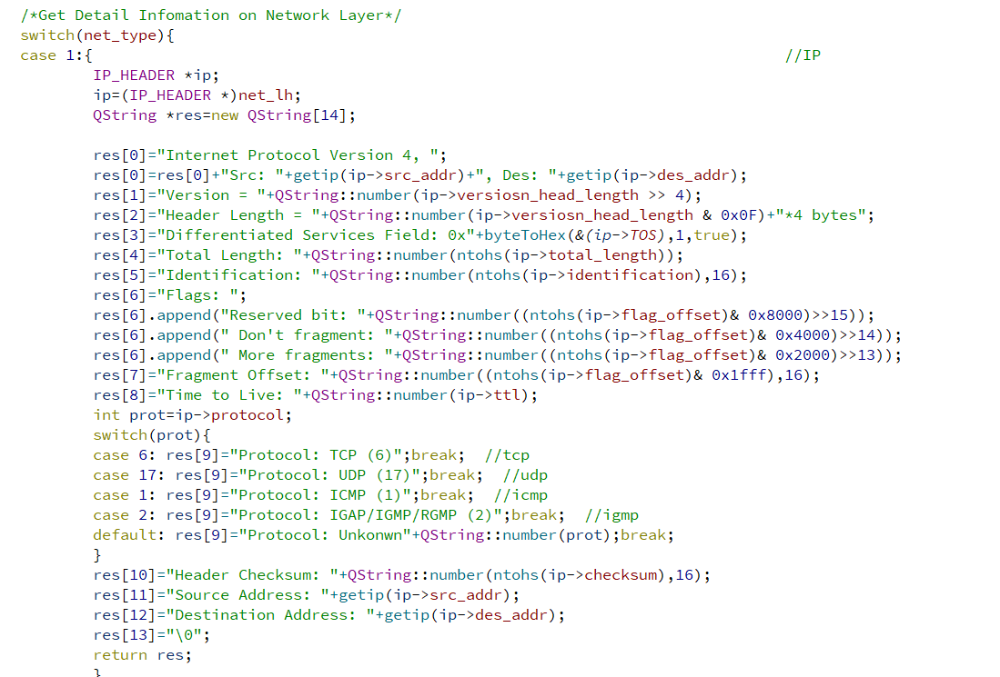 /*Get Detail Infomation on Network Layer*/
switch(net_type){
case 1:{ //IP
IP_HEADER *ip;
ip=(IP_HEADER *)net_lh;
QString *res=new QString[14];
res[0]="Internet Protocol Version 4, ";
res[0]=res[0]+"Src: "+getip(ip->src_addr)+", Des: "+getip(ip->des_addr);
res[1]="Version = "+QString::number(ip->versiosn_head_length >> 4);
res[2]="Header Length = "+QString::number(ip->versiosn_head_length & 0x0F)+"*4 bytes";
res[3]="Differentiated Services Field: 0x"+byteToHex(&(ip->TOS),1,true);
res[4]="Total Length: "+QString::number(ntohs(ip->total_length));
res[5]="Identification: "+QString::number(ntohs(ip->identification),16);
res[6]="Flags: ";
res[6].append("Reserved bit: "+QString::number((ntohs(ip->flag_offset)& 0x8000)>>15));
res[6].append(" Don't fragment: "+QString::number((ntohs(ip->flag_offset)& 0x4000)>>14));
res[6].append(" More fragments: "+QString::number((ntohs(ip->flag_offset)& 0x2000)>>13));
res[7]="Fragment Offset: "+QString::number((ntohs(ip->flag_offset)& 0x1fff),16);
res[8]="Time to Live: "+QString::number(ip->ttl);
int prot=ip->protocol;
switch(prot){
case 6: res[9]="Protocol: TCP (6)";break; //tcp
case 17: res[9]="Protocol: UDP (17)";break; //udp
case 1: res[9]="Protocol: ICMP (1)";break; //icmp
case 2: res[9]="Protocol: IGAP/IGMP/RGMP (2)";break; //igmp
default: res[9]="Protocol: Unkonwn"+QString::number(prot);break;
}
res[10]="Header Checksum: "+QString::number(ntohs(ip->checksum),16);
res[11]="Source Address: "+getip(ip->src_addr);
res[12]="Destination Address: "+getip(ip->des_addr);
res[13]="\0";
return res;
}